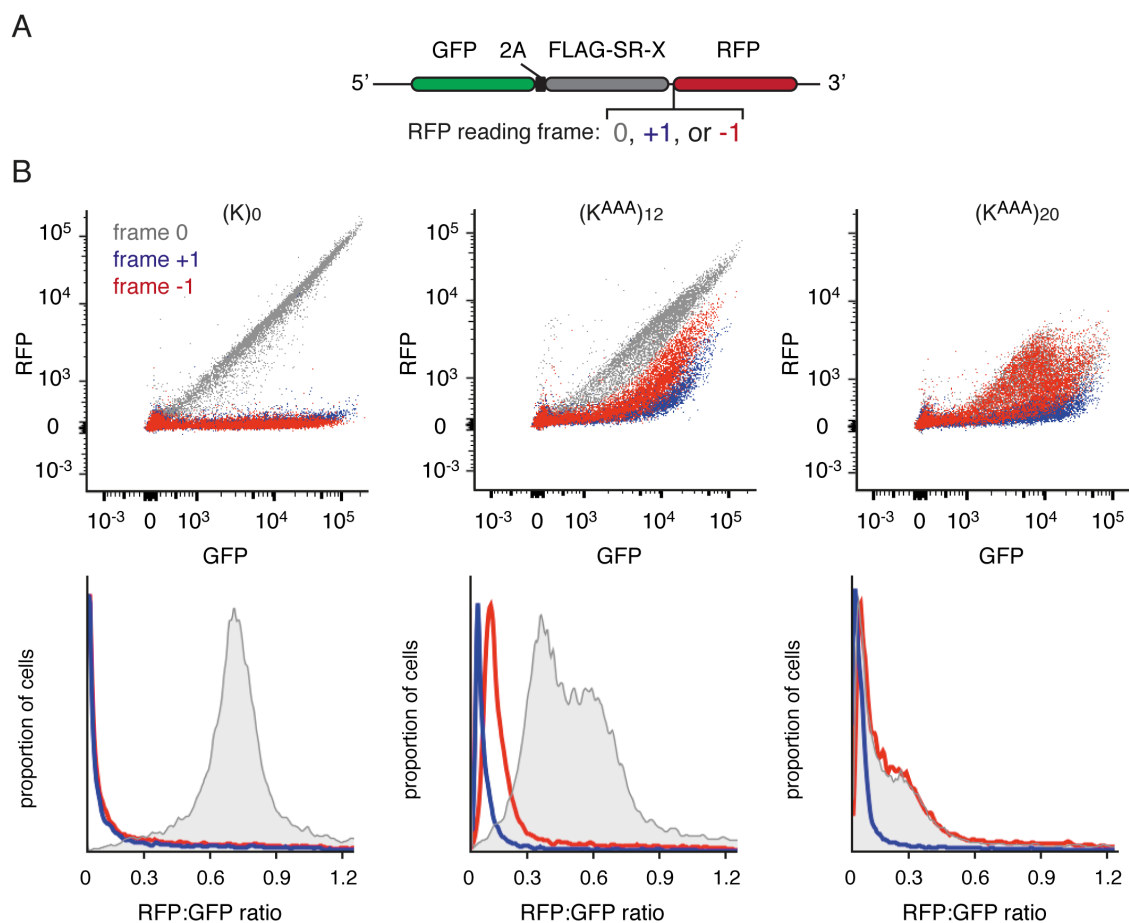 A
GFP 2A FLAG-SR-X RFP
5’ 3’
RFP reading frame: 0, +1, or -1
B
(K)0 (K^AAA)12 (K^AAA)20
frame 0
frame +1
frame -1
RFP
10^5
10^4
10^3
0
10^-3
10^-3 0 10^3 10^4 10^5
GFP
RFP
10^5
10^4
10^3
0
10^-3
10^-3 0 10^3 10^4 10^5
GFP
RFP
10^5
10^4
10^3
0
10^-3
10^-3 0 10^3 10^4 10^5
GFP
proportion of cells
0 0.3 0.6 0.9 1.2
RFP:GFP ratio
proportion of cells
0 0.3 0.6 0.9 1.2
RFP:GFP ratio
proportion of cells
0 0.3 0.6 0.9 1.2
RFP:GFP ratio